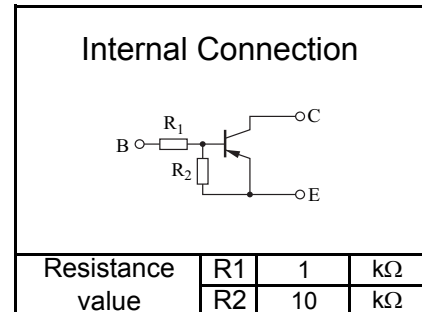 Internal Connection
C
R1
B
R2
E
Resistance value R1 1 kΩ
R2 10 kΩ